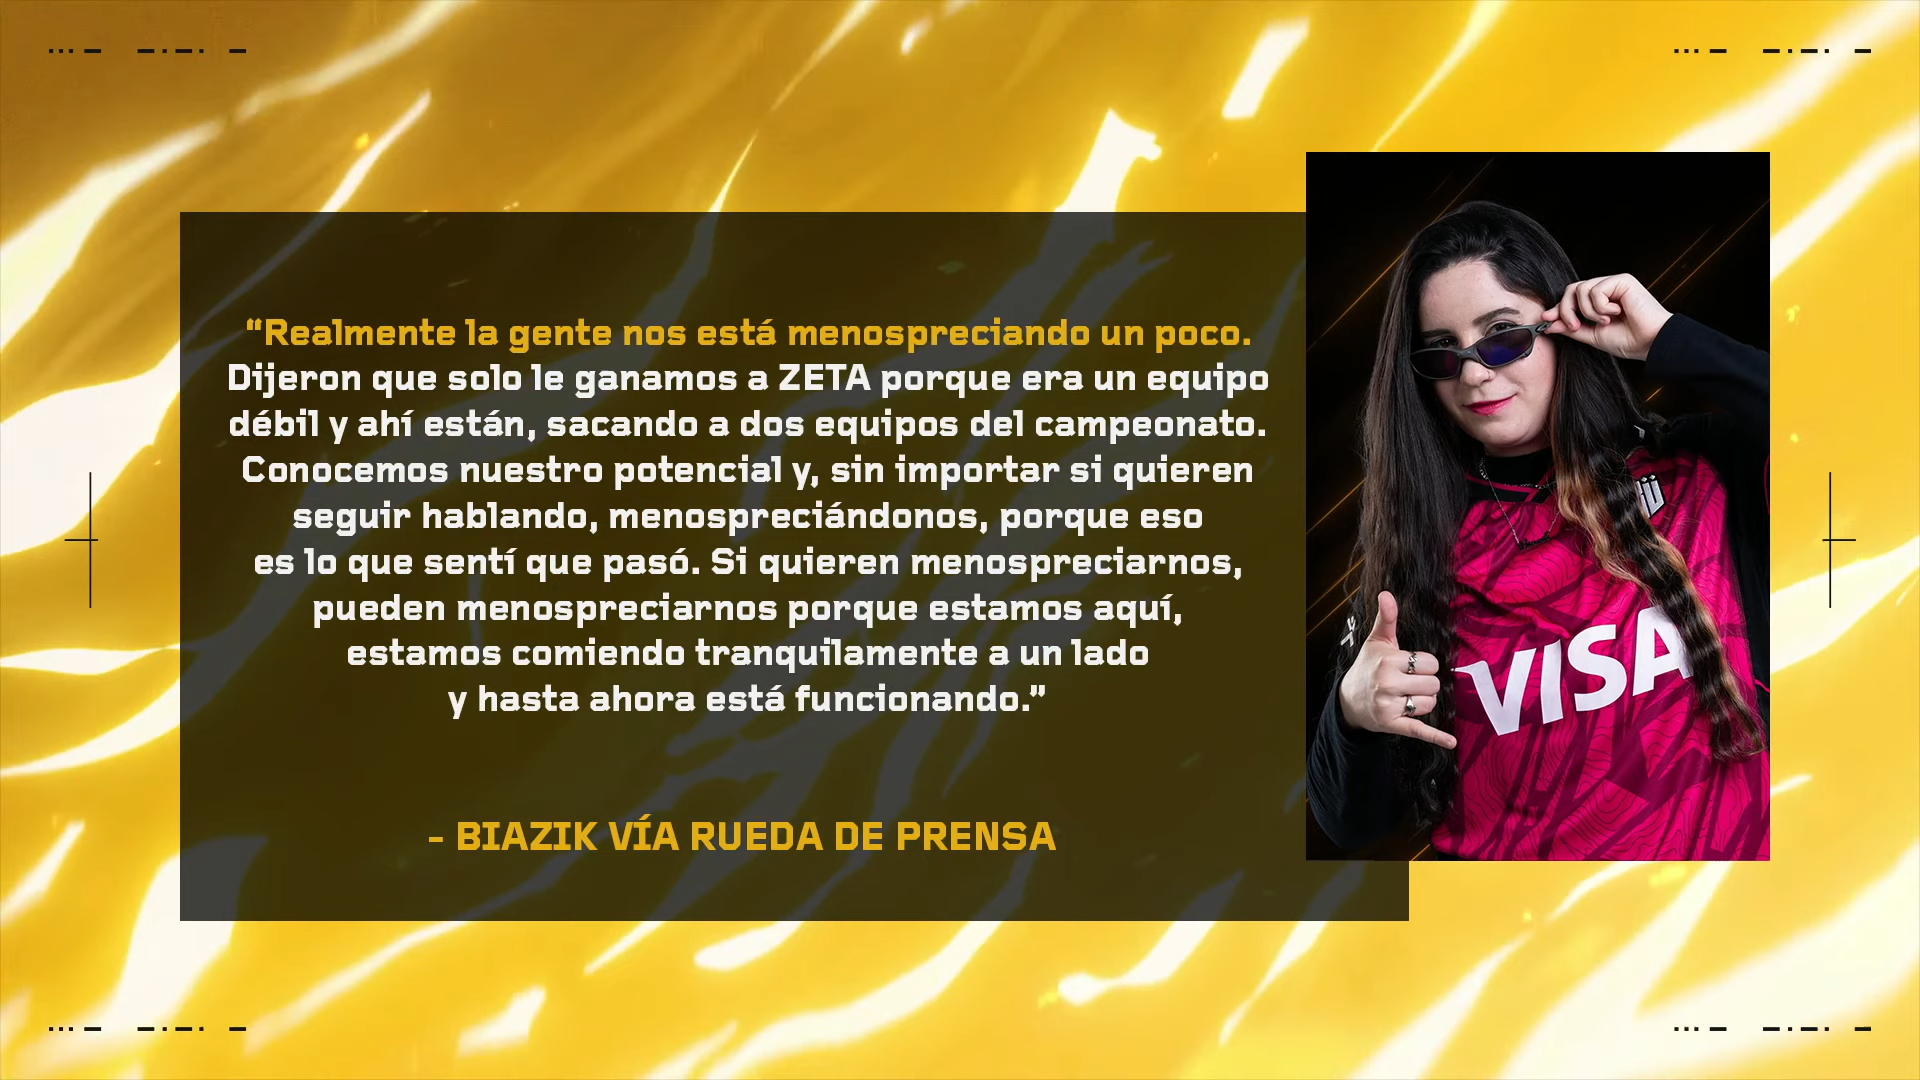 “Realmente la gente nos está menospreciando un poco.
Dijeron que solo le ganamos a ZETA porque era un equipo
débil y ahí están, sacando a dos equipos del campeonato.
Conocemos nuestro potencial y, sin importar si quieren
seguir hablando, menospreciándonos, porque eso
es lo que sentí que pasó. Si quieren menospreciarnos,
pueden menospreciarnos porque estamos aquí,
estamos comiendo tranquilamente a un lado
y hasta ahora está funcionando.”
- BIAZIK VÍA RUEDA DE PRENSA
VISA